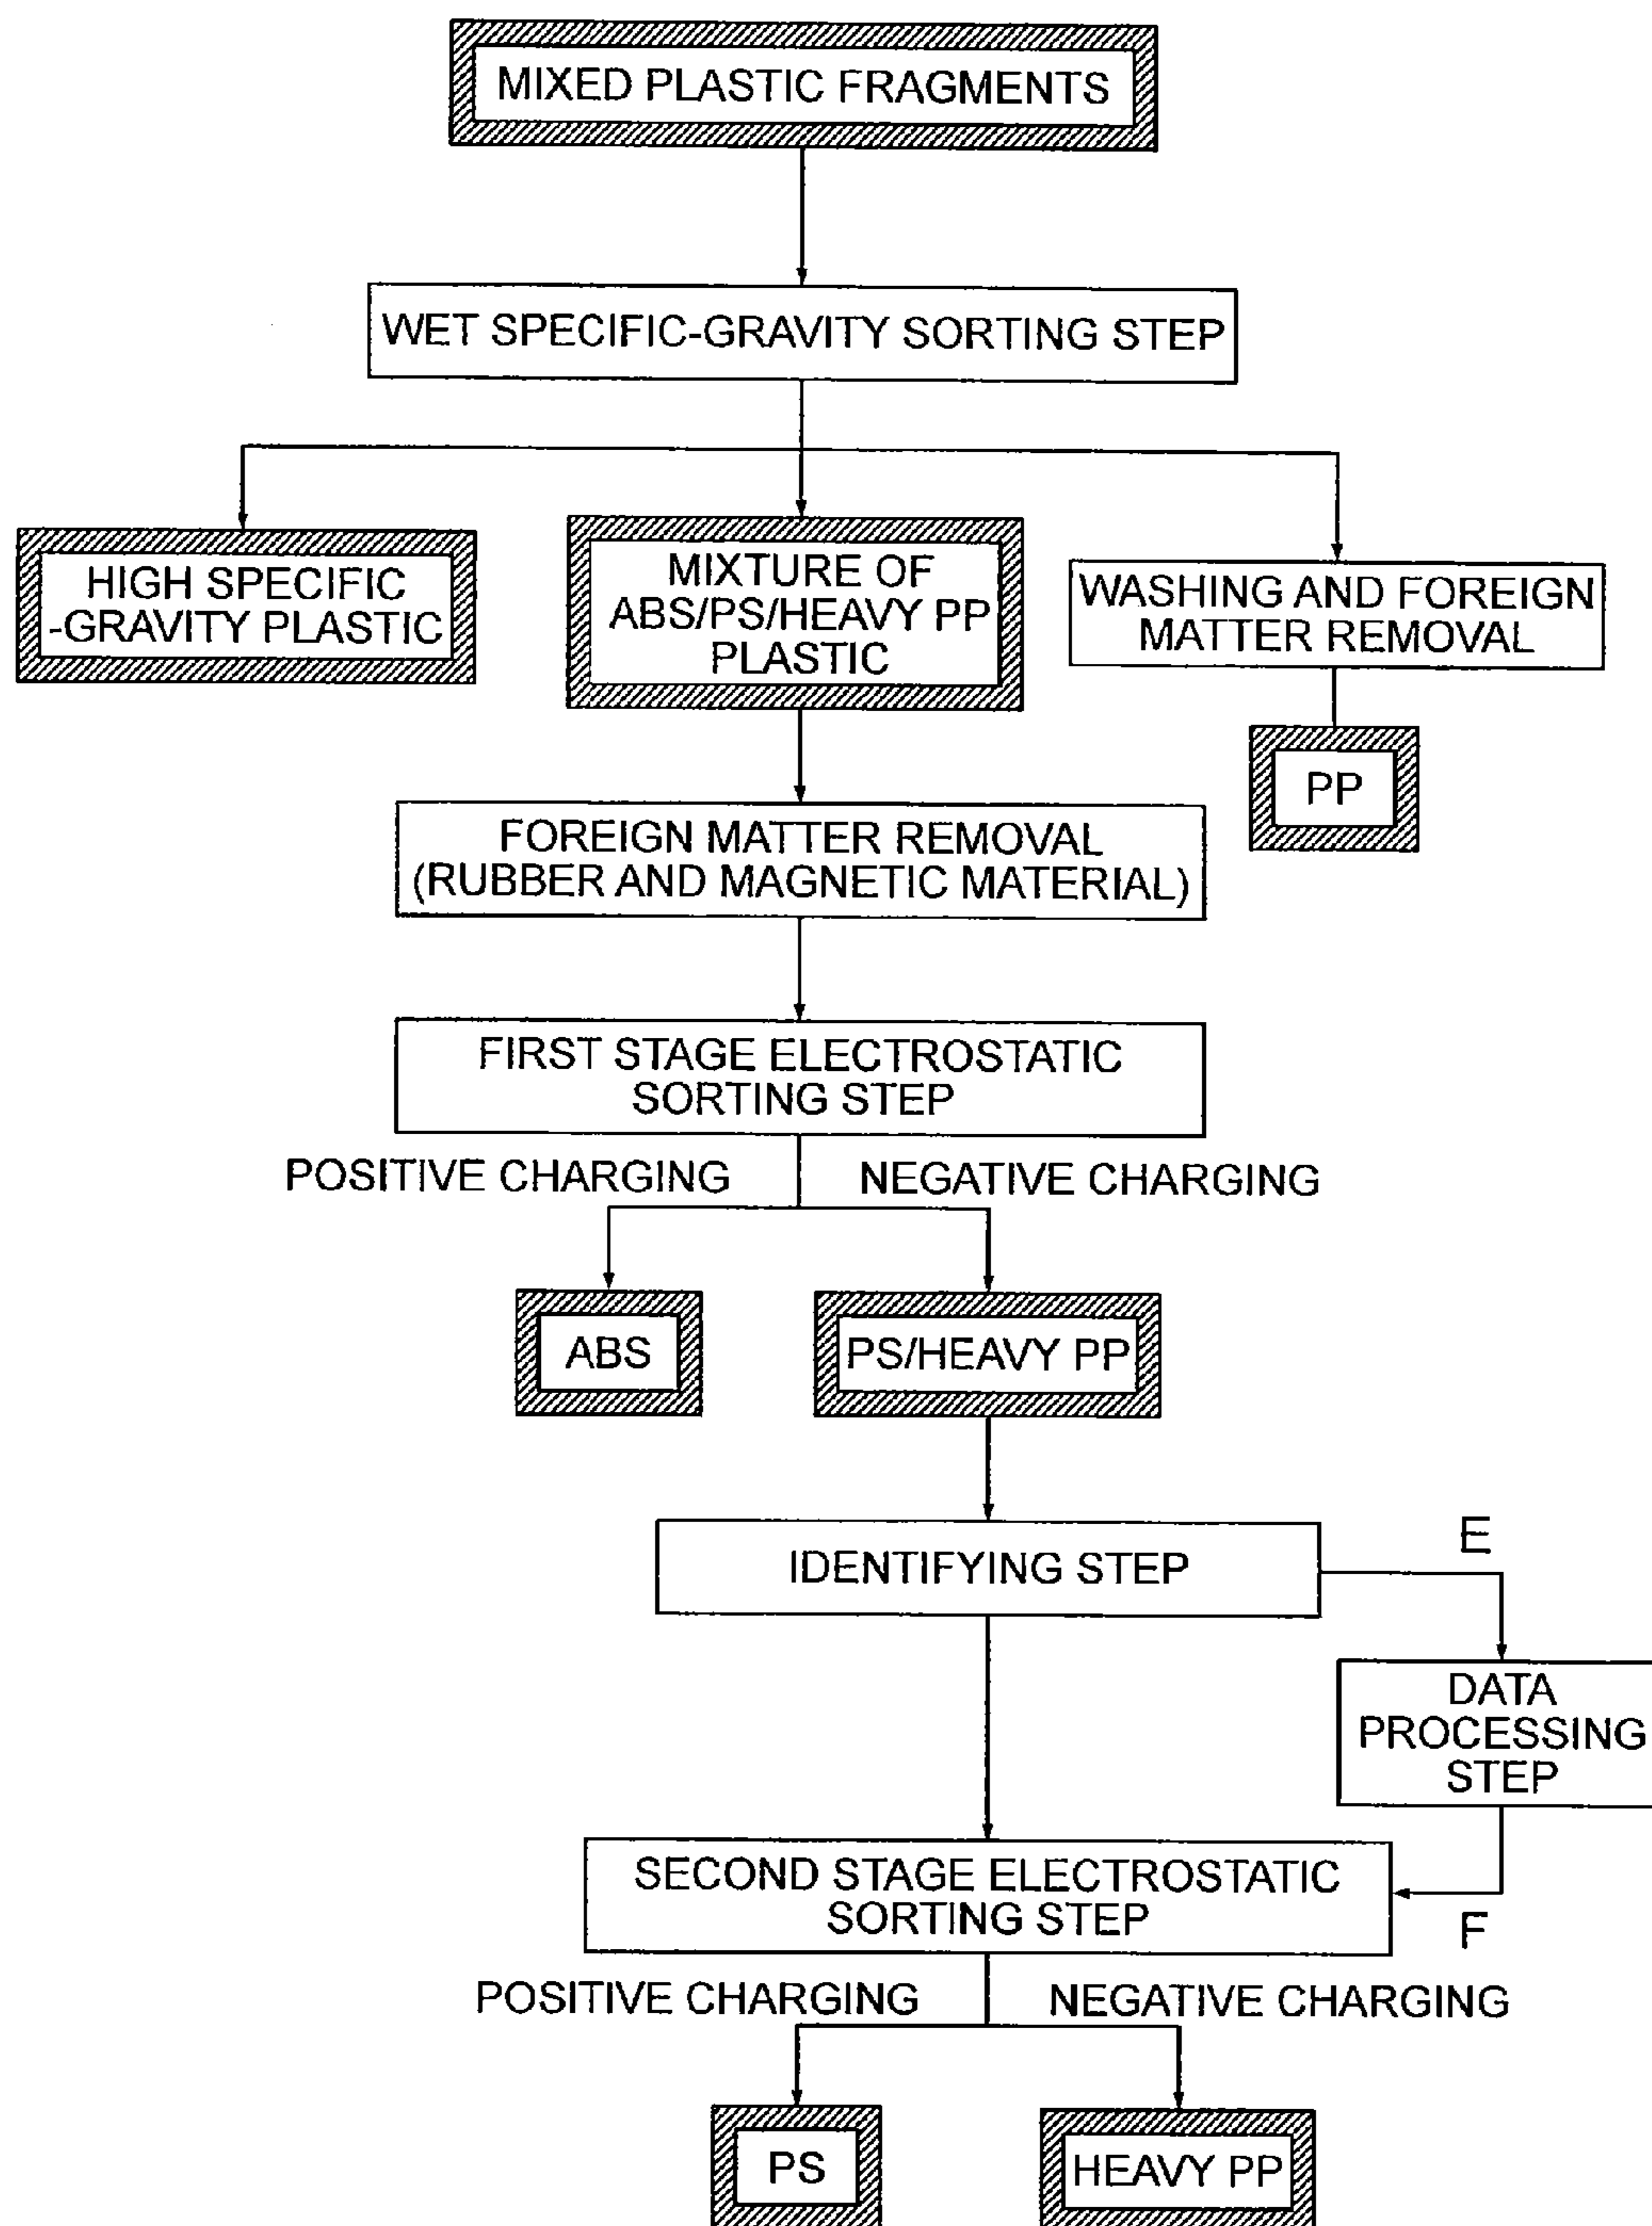 MIXED PLASTIC FRAGMENTS
WET SPECIFIC-GRAVITY SORTING STEP
HIGH SPECIFIC
-GRAVITY PLASTIC
MIXTURE OF
ABS/PS/HEAVY PP
PLASTIC
WASHING AND FOREIGN
MATTER REMOVAL
PP
FOREIGN MATTER REMOVAL
(RUBBER AND MAGNETIC MATERIAL)
FIRST STAGE ELECTROSTATIC
SORTING STEP
POSITIVE CHARGING
NEGATIVE CHARGING
ABS
PS/HEAVY PP
IDENTIFYING STEP
E
DATA
PROCESSING
STEP
SECOND STAGE ELECTROSTATIC
SORTING STEP
F
POSITIVE CHARGING
NEGATIVE CHARGING
PS
HEAVY PP